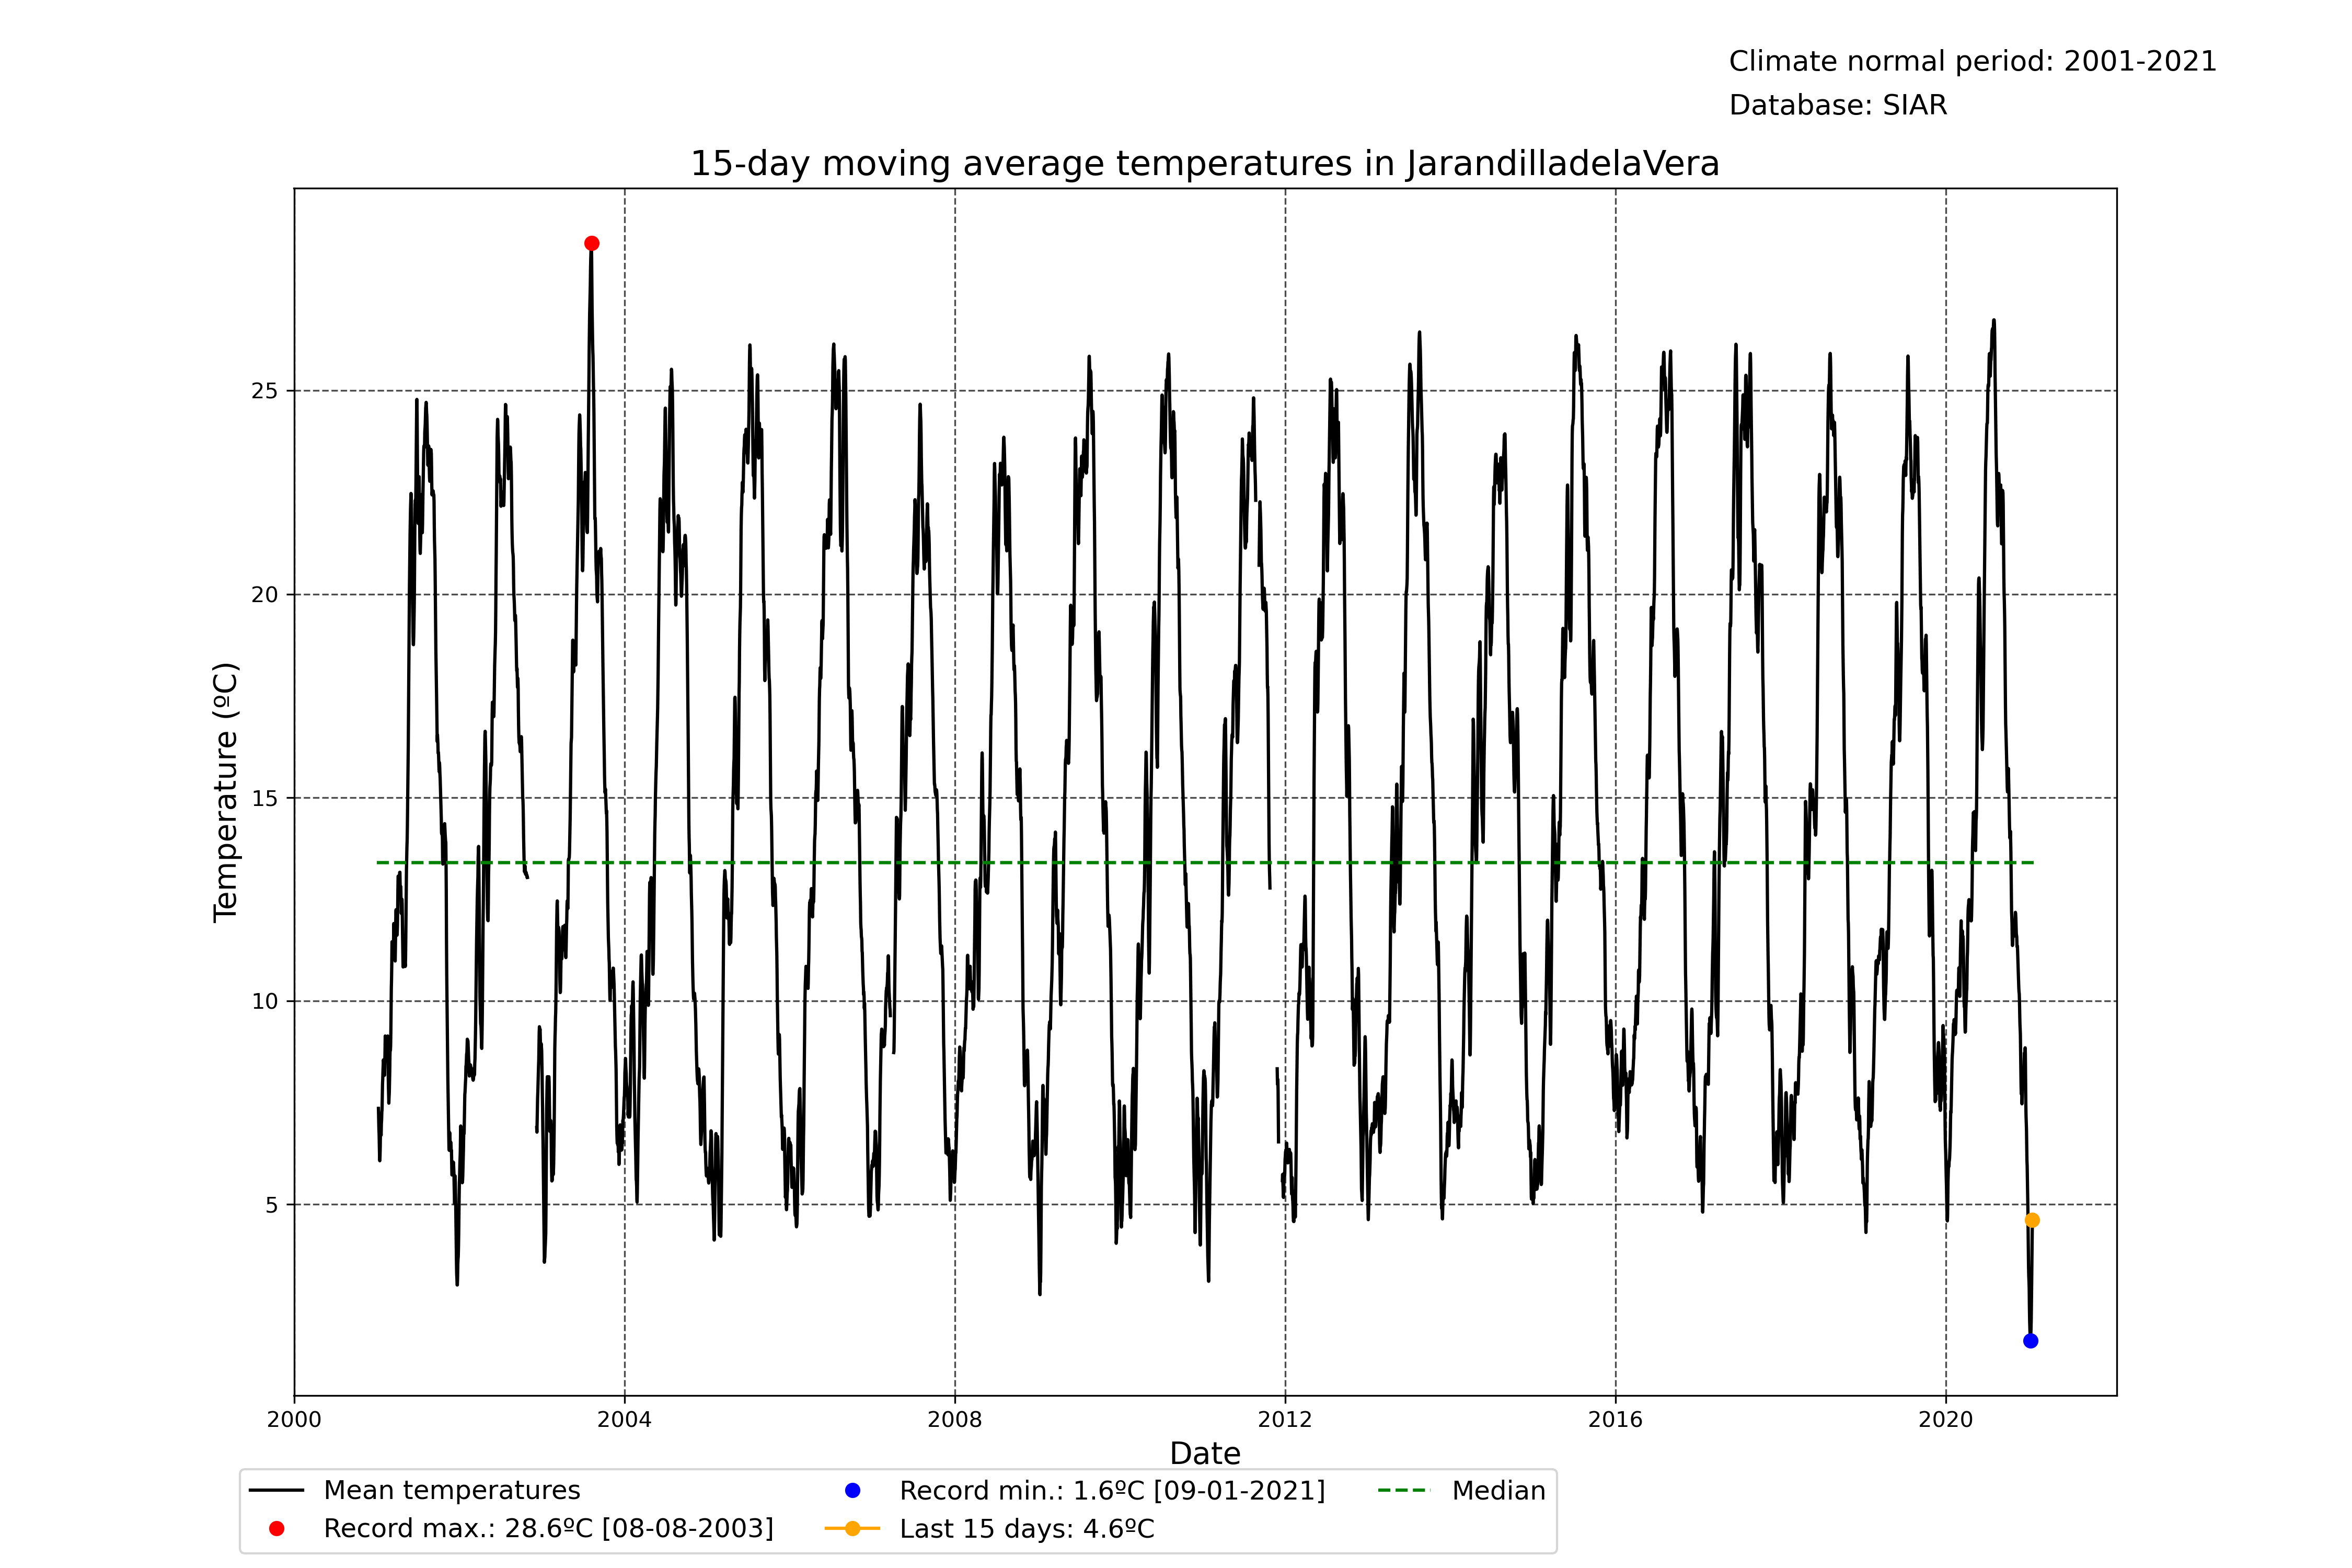 Climate normal period: 2001-2021
Database: SIAR
15-day moving average temperatures in JarandilladelaVera
Temperature (ºC)
25
20
15
10
5
2000 2004 2008 2012 2016 2020
Date
Mean temperatures
Record max.: 28.6ºC [08-08-2003]
Record min.: 1.6ºC [09-01-2021]
Last 15 days: 4.6ºC
Median